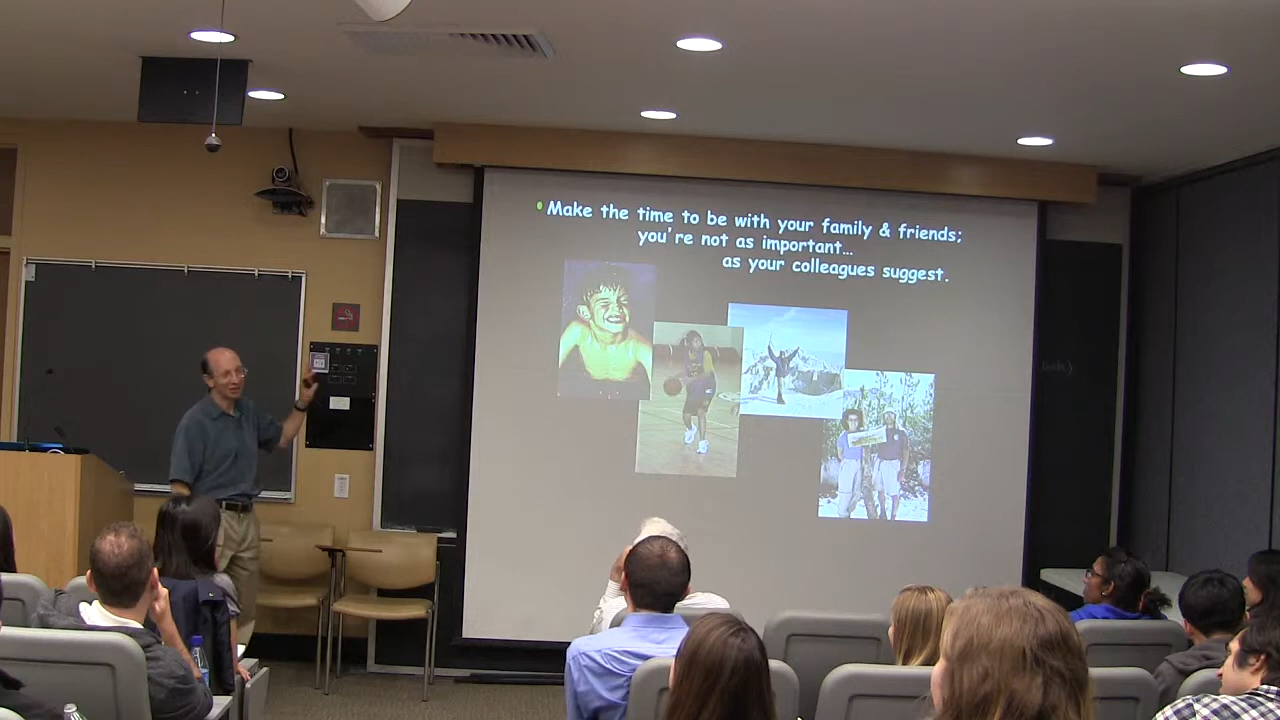 • Make the time to be with your family & friends;
you're not as important...
as your colleagues suggest.